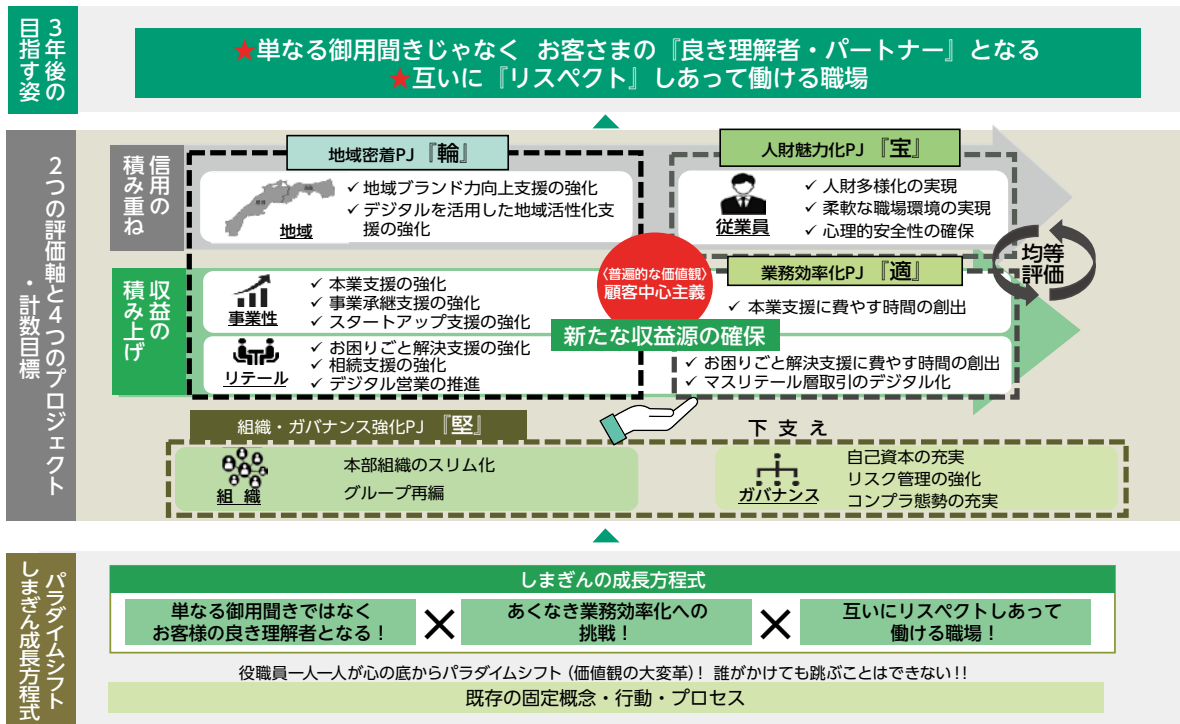 3年後の
目指す姿
★単なる御用聞きじゃなく お客さまの『良き理解者・パートナー』となる
★互いに『リスペクト』しあって働ける職場
2つの評価軸と4つのプロジェクト
・計数目標
信用の
積み重ね
地域密着PJ 『輪』
地域
✓ 地域ブランド力向上支援の強化
✓ デジタルを活用した地域活性化支
援の強化
人財魅力化PJ 『宝』
従業員
✓ 人財多様化の実現
✓ 柔軟な職場環境の実現
✓ 心理的安全性の確保
均等
評価
〈普遍的な価値観〉
顧客中心主義
収益の
積み上げ
事業性
✓ 本業支援の強化
✓ 事業承継支援の強化
✓ スタートアップ支援の強化
業務効率化PJ 『適』
✓ 本業支援に費やす時間の創出
新たな収益源の確保
リテール
✓ お困りごと解決支援の強化
✓ 相続支援の強化
✓ デジタル営業の推進
✓ お困りごと解決支援に費やす時間の創出
✓ マスリテール層取引のデジタル化
組織・ガバナンス強化PJ 『堅』
下支え
組織
本部組織のスリム化
グループ再編
ガバナンス
自己資本の充実
リスク管理の強化
コンプラ態勢の充実
パラダイムシフト
しまぎん成長方程式
しまぎんの成長方程式
単なる御用聞きではなく
お客様の良き理解者となる!
×
あくなき業務効率化への
挑戦!
×
互いにリスペクトしあって
働ける職場!
役職員一人一人が心の底からパラダイムシフト(価値観の大変革)! 誰がかけても跳ぶことはできない!!
既存の固定概念・行動・プロセス